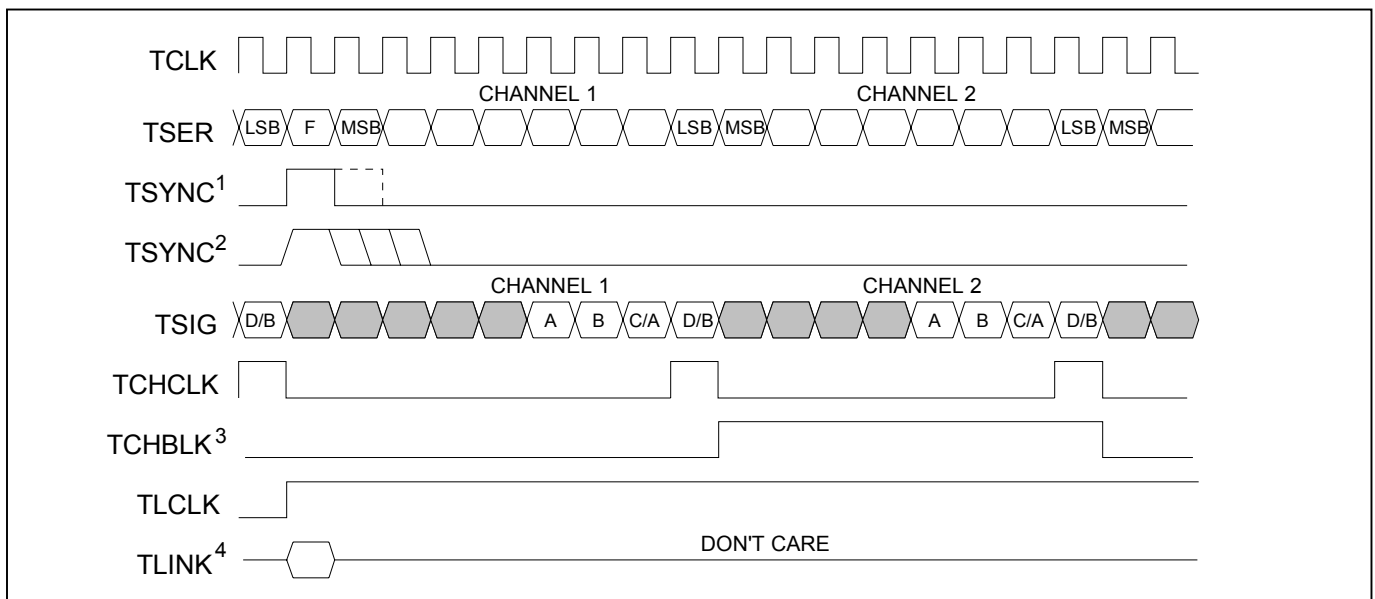 TCLK
CHANNEL 1 CHANNEL 2
TSER LSB F MSB LSB MSB LSB MSB
TSYNC1
TSYNC2
CHANNEL 1 CHANNEL 2
TSIG D/B A B C/A D/B A B C/A D/B
TCHCLK
TCHBLK3
TLCLK
DON'T CARE
TLINK4